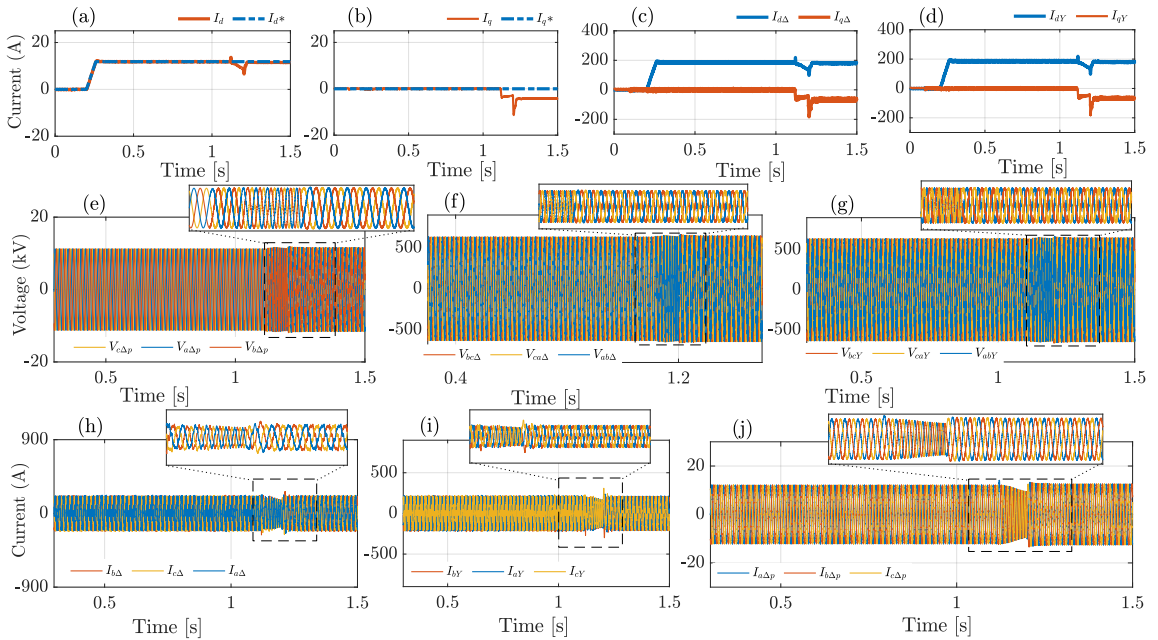 (a) I_d I_d* (b) I_q I_q* (c) I_dΔ I_qΔ (d) I_dY I_qY
Current (A)
20
0
-20
0 0.5 1 1.5
Time [s]
20
0
-20
0 0.5 1 1.5
Time [s]
400
200
0
-200
0 0.5 1 1.5
Time [s]
400
200
0
-200
0 0.5 1 1.5
Time [s]
(e)
Voltage (kV)
20
10
0
-10
-20
V_cΔp V_aΔp V_bΔp
0.5 1 1.5
Time [s]
(f)
500
0
-500
V_bcΔ V_caΔ V_abΔ
0.4 1.2
Time [s]
(g)
500
0
-500
V_bcY V_caY V_abY
0.5 1 1.5
Time [s]
(h)
Current (A)
900
0
-900
I_bΔ I_cΔ I_aΔ
0.5 1 1.5
Time [s]
(i)
500
0
-500
I_bY I_aY I_cY
0.5 1 1.5
Time [s]
(j)
20
0
-20
I_aΔp I_bΔp I_cΔp
0.5 1 1.5
Time [s]